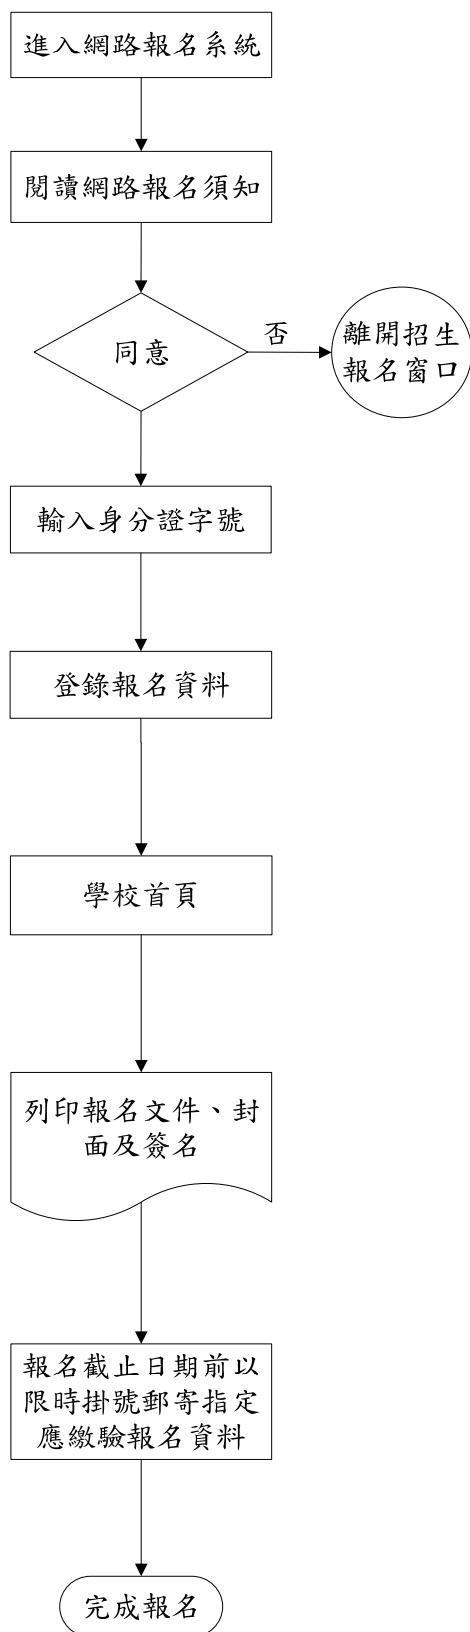 進入網路報名系統
閱讀網路報名須知
同意
否
離開招生
報名窗口
輸入身分證字號
登錄報名資料
學校首頁
列印報名文件、封
面及簽名
報名截止日期前以
限時掛號郵寄指定
應繳驗報名資料
完成報名